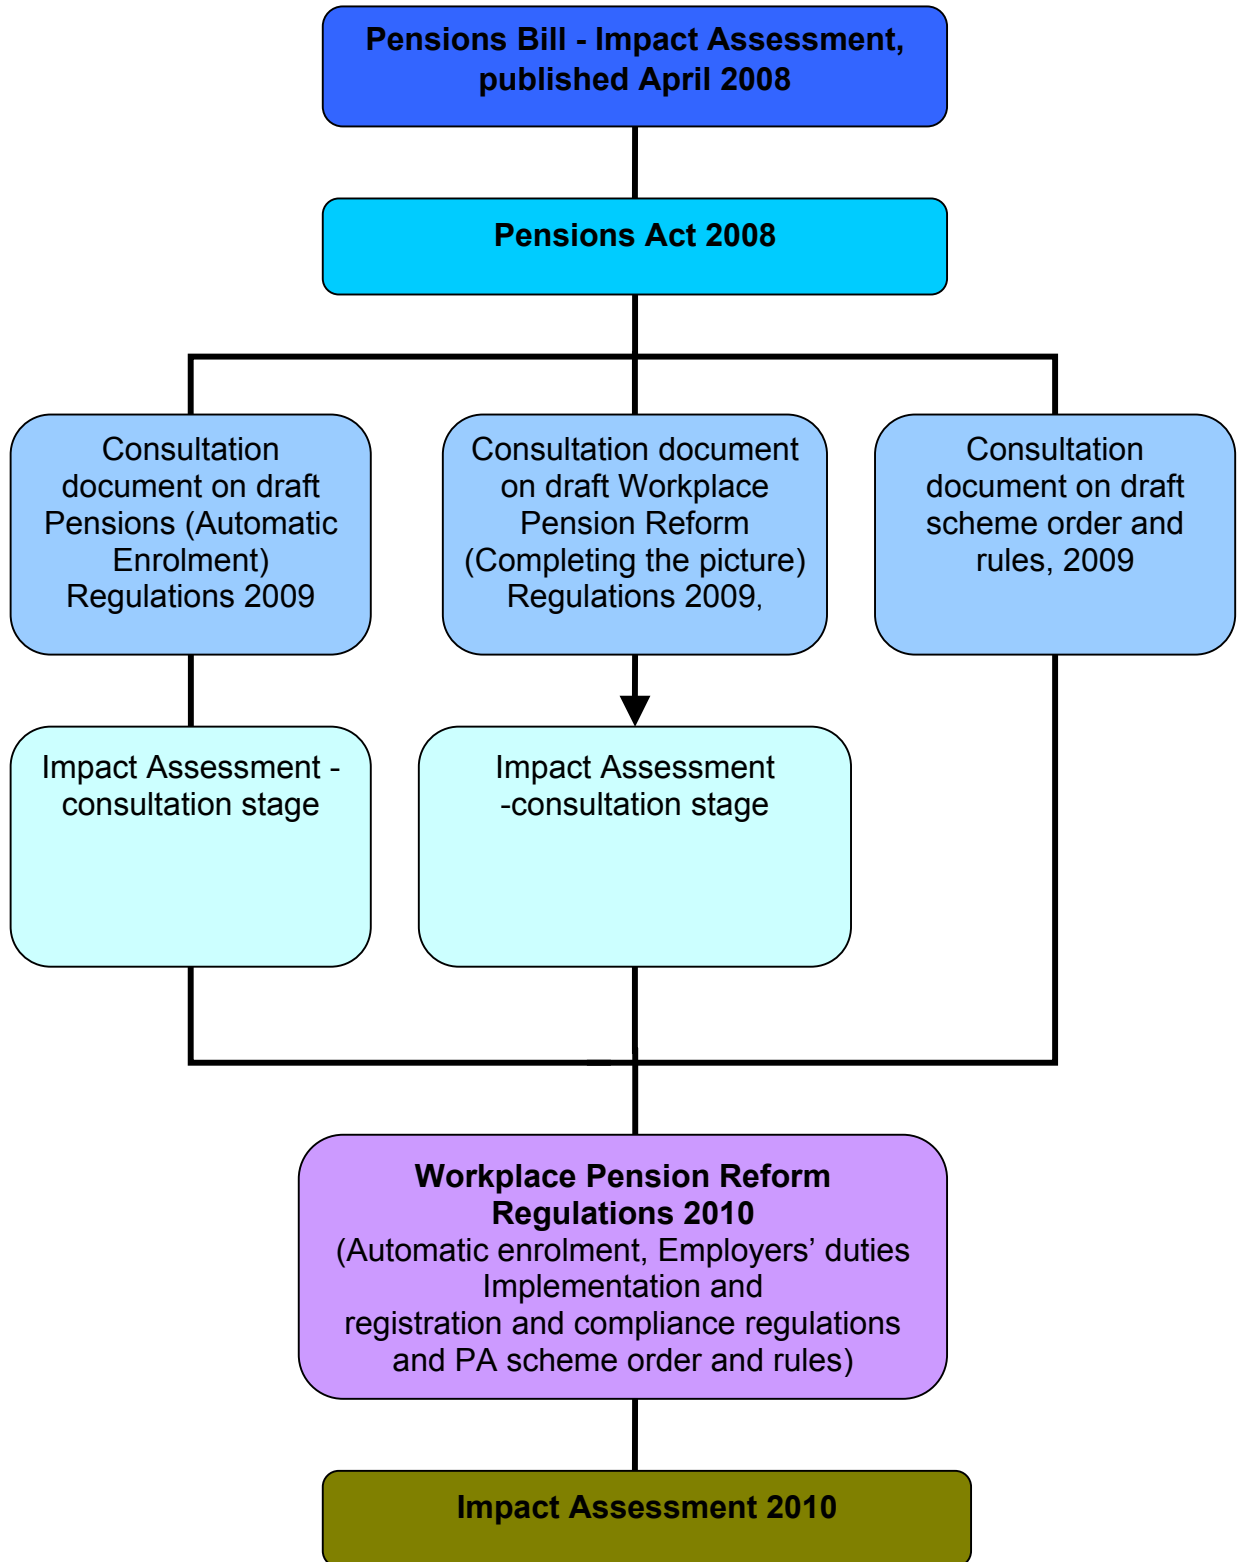 Pensions Bill - Impact Assessment,
published April 2008
Pensions Act 2008
Consultation
document on draft
Pensions (Automatic
Enrolment)
Regulations 2009
Consultation document
on draft Workplace
Pension Reform
(Completing the picture)
Regulations 2009,
Consultation
document on draft
scheme order and
rules, 2009
Impact Assessment -
consultation stage
Impact Assessment
-consultation stage
Workplace Pension Reform
Regulations 2010
(Automatic enrolment, Employers’ duties
Implementation and
registration and compliance regulations
and PA scheme order and rules)
Impact Assessment 2010